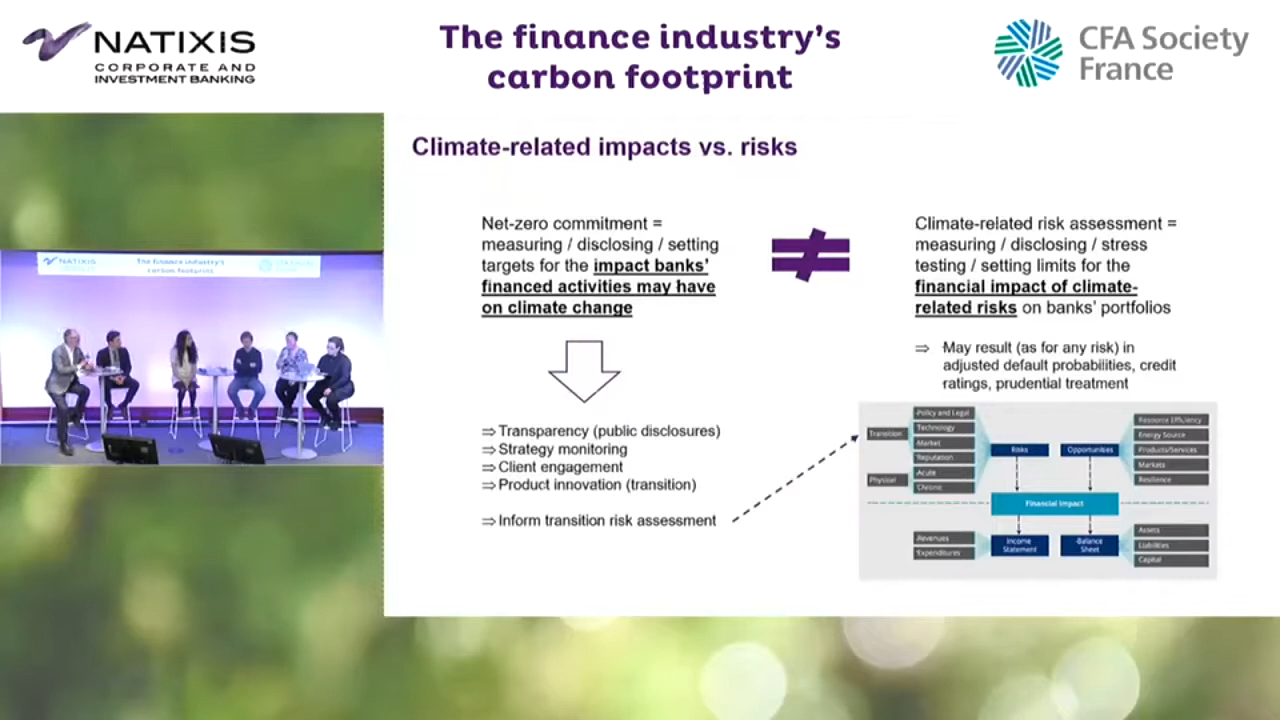 NATIXIS
CORPORATE AND
INVESTMENT BANKING
The finance industry's
carbon footprint
CFA Society
France
Climate-related impacts vs. risks
Net-zero commitment =
measuring / disclosing / setting
targets for the impact banks'
financed activities may have
on climate change
⇒ Transparency (public disclosures)
⇒ Strategy monitoring
⇒ Client engagement
⇒ Product innovation (transition)
⇒ Inform transition risk assessment
≠
Climate-related risk assessment =
measuring / disclosing / stress
testing / setting limits for the
financial impact of climate-
related risks on banks' portfolios
⇒ May result (as for any risk) in
adjusted default probabilities, credit
ratings, prudential treatment
Transition
Physical
Policy and Legal
Technology
Market
Reputation
Acute
Chronic
Risks
Opportunities
Resource Efficiency
Energy Source
Products/Services
Markets
Resilience
Financial Impact
Revenues
Expenditures
Income
Statement
Balance
Sheet
Assets
Liabilities
Capital
NATIXIS
The finance industry's
carbon footprint